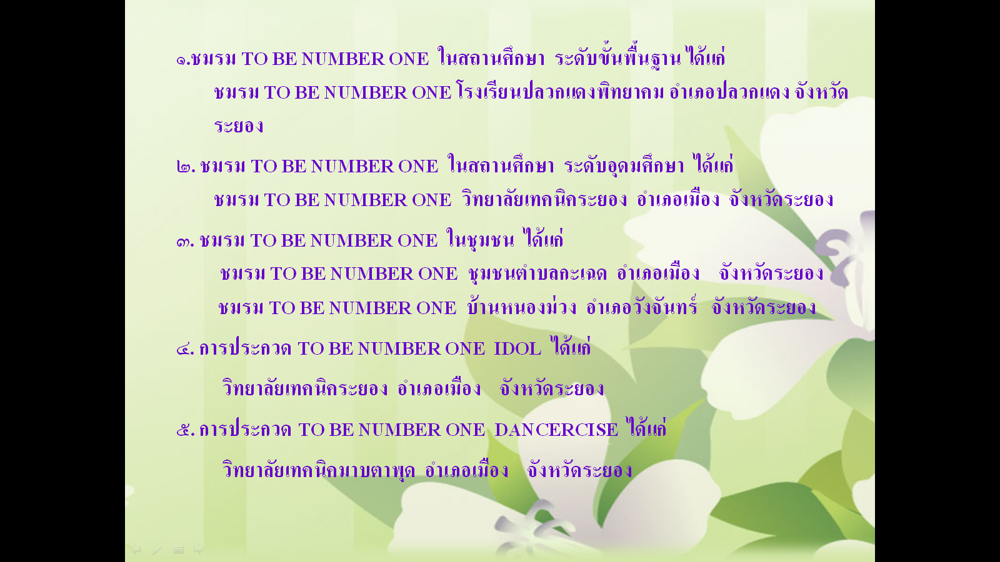 ๑.ชมรม TO BE NUMBER ONE ในสถานศึกษา ระดับขั้นพื้นฐาน ได้แก่
ชมรม TO BE NUMBER ONE โรงเรียนปลวกแดงพิทยาคม อำเภอปลวกแดง จังหวัด
ระยอง
๒. ชมรม TO BE NUMBER ONE ในสถานศึกษา ระดับอุดมศึกษา ได้แก่
ชมรม TO BE NUMBER ONE วิทยาลัยเทคนิคระยอง อำเภอเมือง จังหวัดระยอง
๓. ชมรม TO BE NUMBER ONE ในชุมชน ได้แก่
ชมรม TO BE NUMBER ONE ชุมชนตำบลกะเฉด อำเภอเมือง จังหวัดระยอง
ชมรม TO BE NUMBER ONE บ้านหนองม่วง อำเภอวังจันทร์ จังหวัดระยอง
๔. การประกวด TO BE NUMBER ONE IDOL ได้แก่
วิทยาลัยเทคนิคระยอง อำเภอเมือง จังหวัดระยอง
๕. การประกวด TO BE NUMBER ONE DANCERCISE ได้แก่
วิทยาลัยเทคนิคมาบตาพุด อำเภอเมือง จังหวัดระยอง